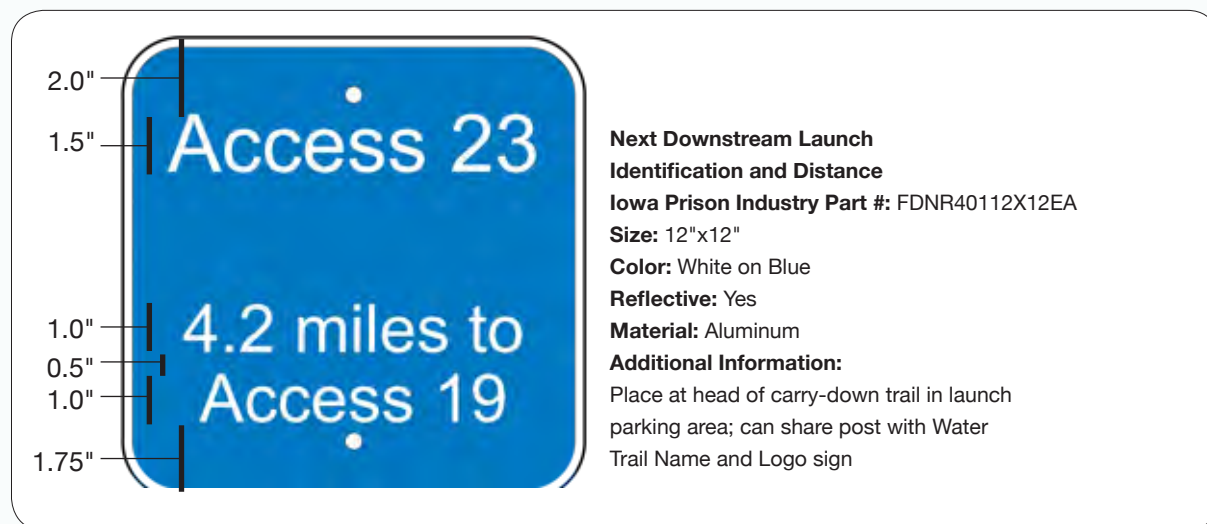 2.0"
1.5"
Access 23
1.0"
4.2 miles to
0.5"
1.0"
Access 19
1.75"
Next Downstream Launch
Identification and Distance
Iowa Prison Industry Part #: FDNR40112X12EA
Size: 12"x12"
Color: White on Blue
Reflective: Yes
Material: Aluminum
Additional Information:
Place at head of carry-down trail in launch
parking area; can share post with Water
Trail Name and Logo sign